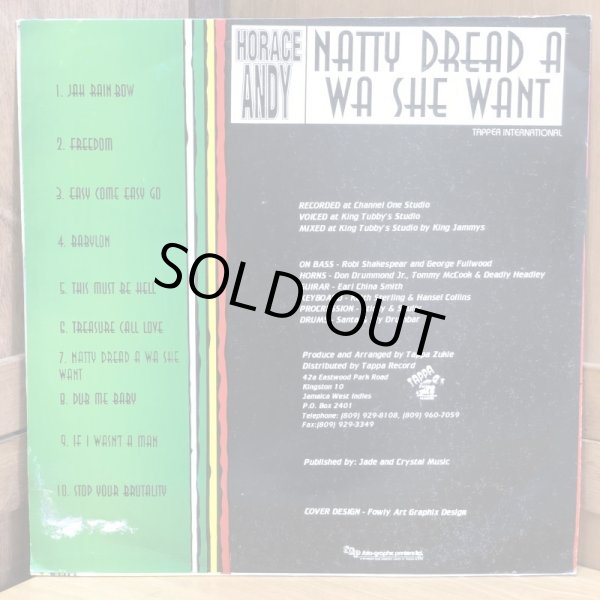 HORACE ANDY
NATTY DREAD A
WA SHE WANT
TAPPER INTERNATIONAL
1. JAH RAIN BOW
2. FREEDOM
3. EASY COME EASY GO
4. BABYLON
5. THIS MUST BE HELL
6. TREASURE CALL LOVE
7. NATTY DREAD A WA SHE
WANT
8. DUB ME BABY
9. IF I WASN'T A MAN
10. STOP YOUR BRUTALITY
RECORDED at Channel One Studio
VOICED at King Tubby's Studio
MIXED at King Tubby's Studio by King Jammys
ON BASS - Robi Shakespear and George Fullwood
HORNS - Don Drummond Jr., Tommy McCook & Deadly Headley
GUIRAR - Earl China Smith
KEYBOARD - Sterling & Hansel Collins
DRUMS - Santa
Produce and Arranged by Tappa Zukie
Distributed by Tappa Record
42a Eastwood Park Road
Kingston 10
Jamaica West Indies
P.O. Box 2401
Telephone: (809) 929-8108, (809) 960-7059
Fax:(809) 929-3349
TAPPA
Published by: Jade and Crystal Music
COVER DESIGN - Fowly Art Graphix Design
SOLD OUT